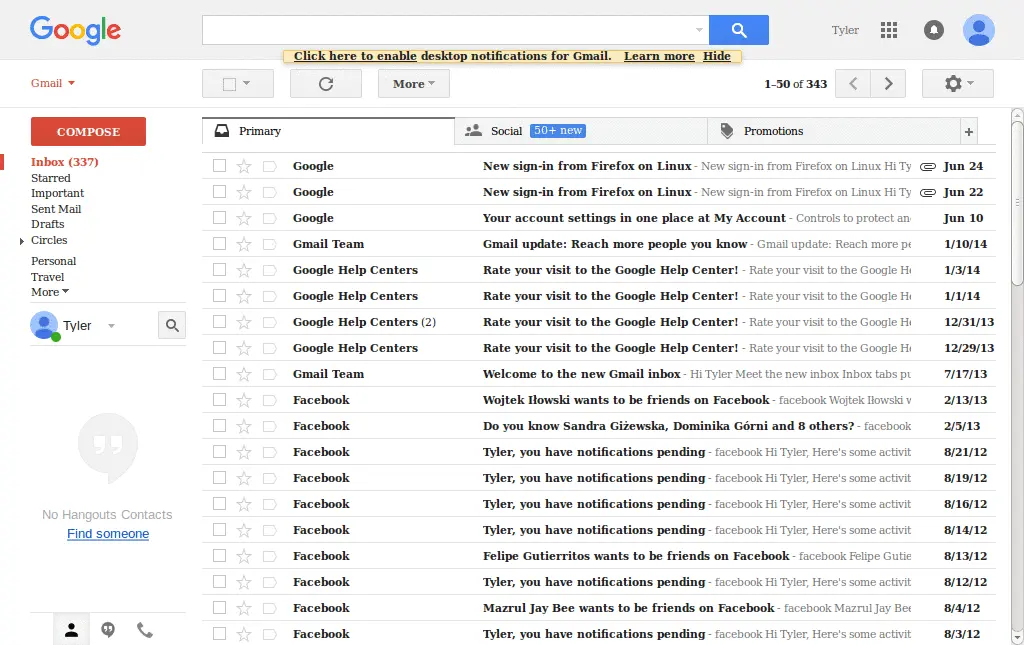 Google
Tyler
Click here to enable desktop notifications for Gmail. Learn more Hide
Gmail
More
1–50 of 343
COMPOSE
Inbox (337)
Starred
Important
Sent Mail
Drafts
Circles
Personal
Travel
More
Tyler
No Hangouts Contacts
Find someone
Primary
Social 50+ new
Promotions
+
Google New sign-in from Firefox on Linux - New sign-in from Firefox on Linux Hi Ty Jun 24
Google New sign-in from Firefox on Linux - New sign-in from Firefox on Linux Hi Ty Jun 22
Google Your account settings in one place at My Account - Controls to protect an Jun 10
Gmail Team Gmail update: Reach more people you know - Gmail update: Reach more pe 1/10/14
Google Help Centers Rate your visit to the Google Help Center! - Rate your visit to the Google He 1/3/14
Google Help Centers Rate your visit to the Google Help Center! - Rate your visit to the Google He 1/1/14
Google Help Centers (2) Rate your visit to the Google Help Center! - Rate your visit to the Google He 12/31/13
Google Help Centers Rate your visit to the Google Help Center! - Rate your visit to the Google He 12/29/13
Gmail Team Welcome to the new Gmail inbox - Hi Tyler Meet the new inbox Inbox tabs pu 7/17/13
Facebook Wojtek Iłowski wants to be friends on Facebook - facebook Wojtek Iłowski w 2/13/13
Facebook Do you know Sandra Giżewska, Dominika Górni and 8 others? - facebook 2/5/13
Facebook Tyler, you have notifications pending - facebook Hi Tyler, Here's some activit 8/21/12
Facebook Tyler, you have notifications pending - facebook Hi Tyler, Here's some activit 8/19/12
Facebook Tyler, you have notifications pending - facebook Hi Tyler, Here's some activit 8/16/12
Facebook Tyler, you have notifications pending - facebook Hi Tyler, Here's some activit 8/14/12
Facebook Felipe Gutierritos wants to be friends on Facebook - facebook Felipe Gutie 8/13/12
Facebook Tyler, you have notifications pending - facebook Hi Tyler, Here's some activit 8/12/12
Facebook Mazrul Jay Bee wants to be friends on Facebook - facebook Mazrul Jay Bee 8/4/12
Facebook Tyler, you have notifications pending - facebook Hi Tyler, Here's some activit 8/3/12